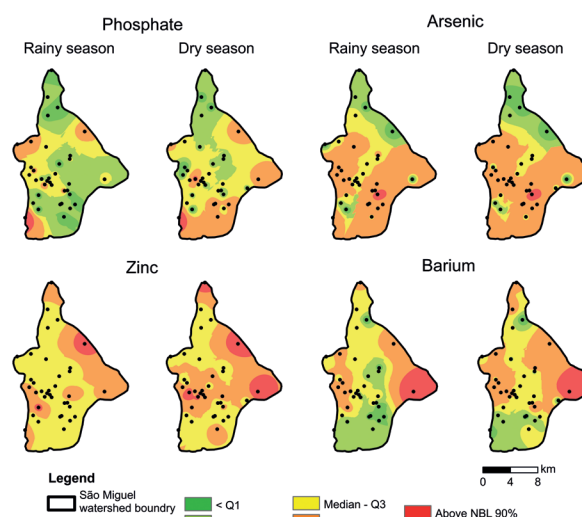 Phosphate Arsenic
Rainy season Dry season Rainy season Dry season
Zinc Barium
km
0 4 8
Legend
São Miguel
watershed boundry
< Q1
Median - Q3
Above NBL 90%